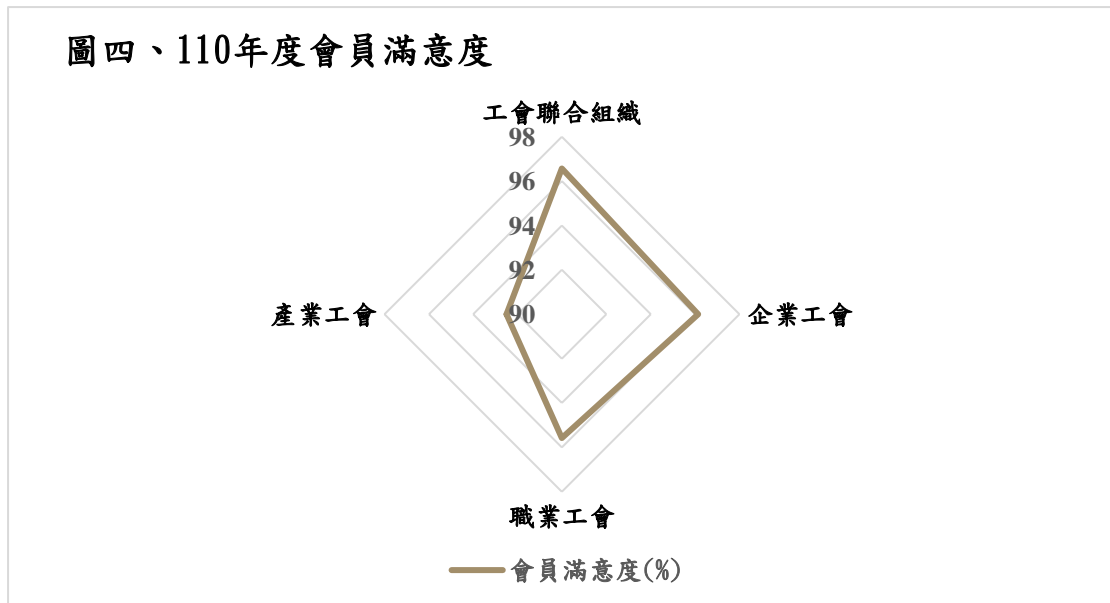 圖四、110年度會員滿意度
工會聯合組織
98
96
94
92
90
產業工會
企業工會
職業工會
會員滿意度(%)